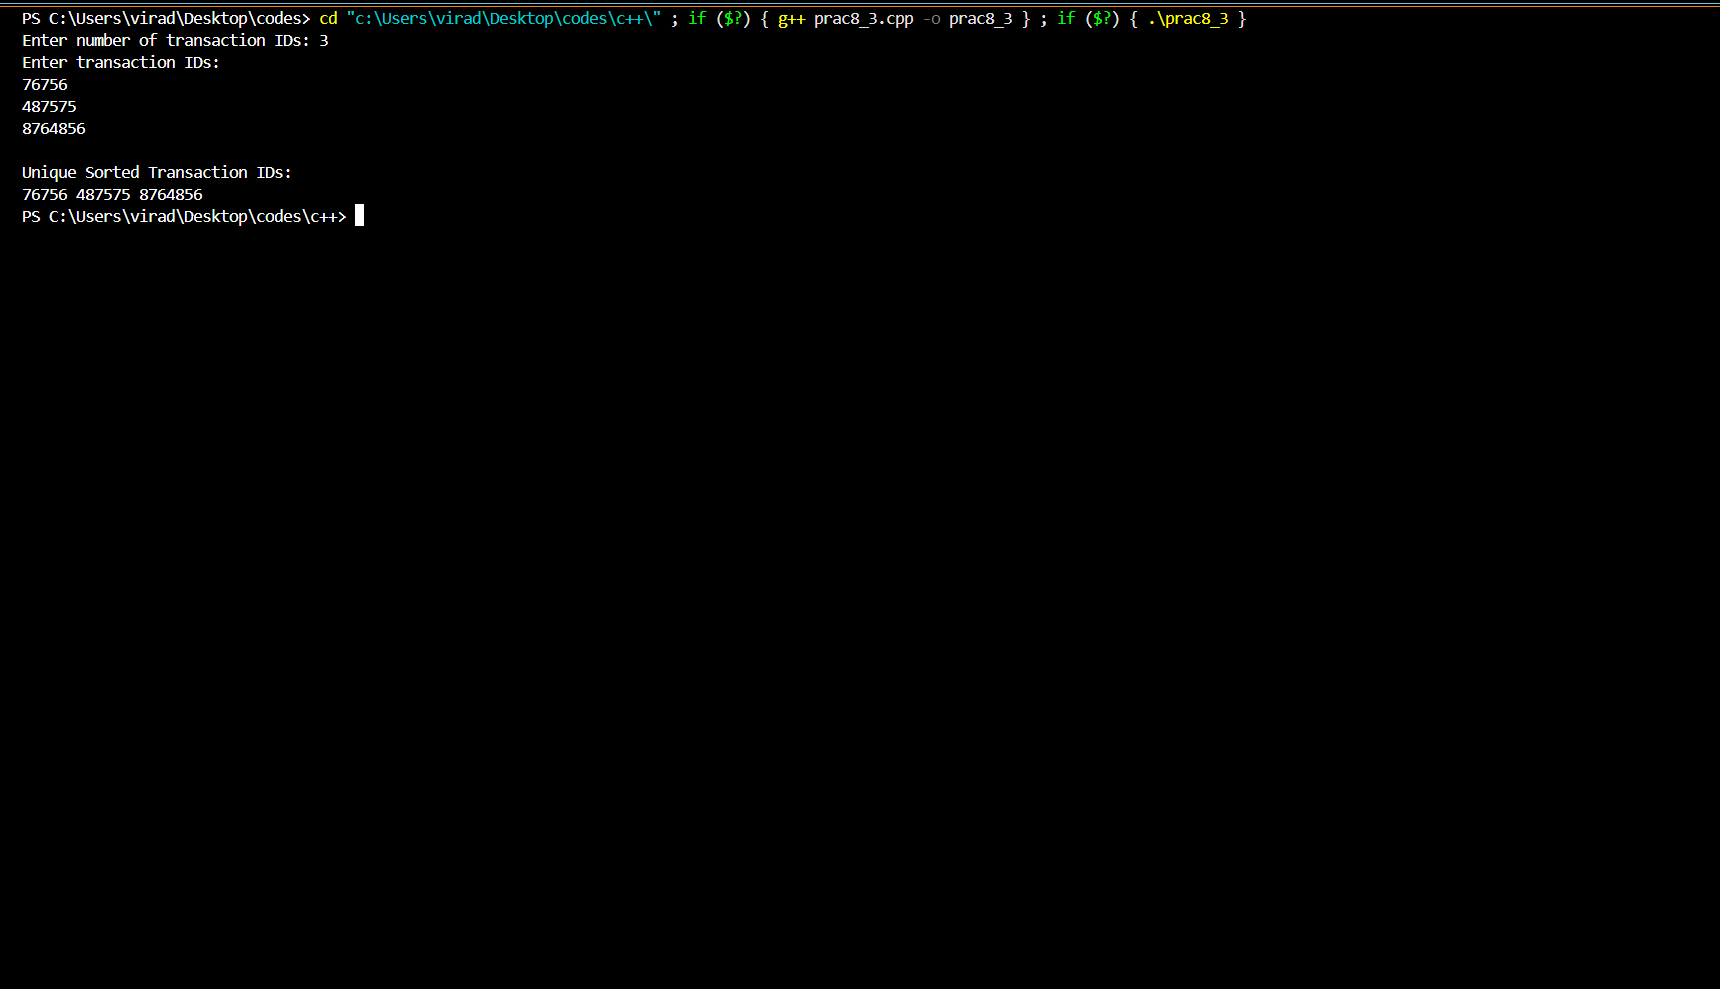 PS C:\Users\virad\Desktop\codes> cd "c:\Users\virad\Desktop\codes\c++\" ; if ($?) { g++ prac8_3.cpp -o prac8_3 } ; if ($?) { .\prac8_3 }
Enter number of transaction IDs: 3
Enter transaction IDs:
76756
487575
8764856
Unique Sorted Transaction IDs:
76756 487575 8764856
PS C:\Users\virad\Desktop\codes\c++>